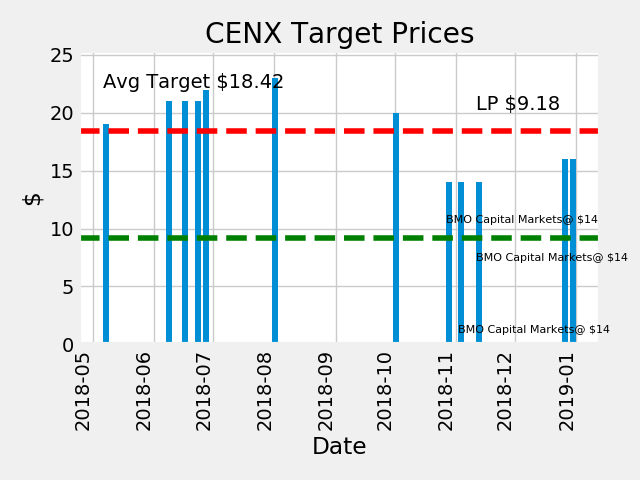 CENX Target Prices
25
20
15
10
5
0
$
Avg Target $18.42
LP $9.18
BMO Capital Markets@ $14
BMO Capital Markets@ $14
BMO Capital Markets@ $14
2018-05
2018-06
2018-07
2018-08
2018-09
2018-10
2018-11
2018-12
2019-01
Date